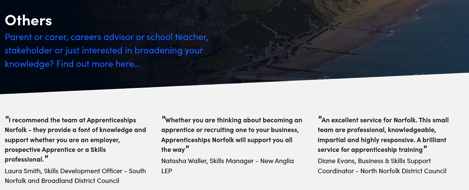 Others
Parent or carer, careers advisor or school teacher,
stakeholder or just interested in broadening your
knowledge? Find out more here...
"I recommend the team at Apprenticeships
Norfolk - they provide a font of knowledge and
support whether you are an employer,
prospective Apprentice or a Skills
professional."
Laura Smith, Skills Development Officer - South
Norfolk and Broadland District Council
"Whether you are thinking about becoming an
apprentice or recruiting one to your business,
Apprenticeships Norfolk will support you all
the way"
Natasha Waller, Skills Manager - New Anglia
LEP
"An excellent service for Norfolk. This small
team are professional, knowledgeable,
impartial and highly responsive. A brilliant
service for apprenticeship training"
Diane Evans, Business & Skills Support
Coordinator - North Norfolk District Council